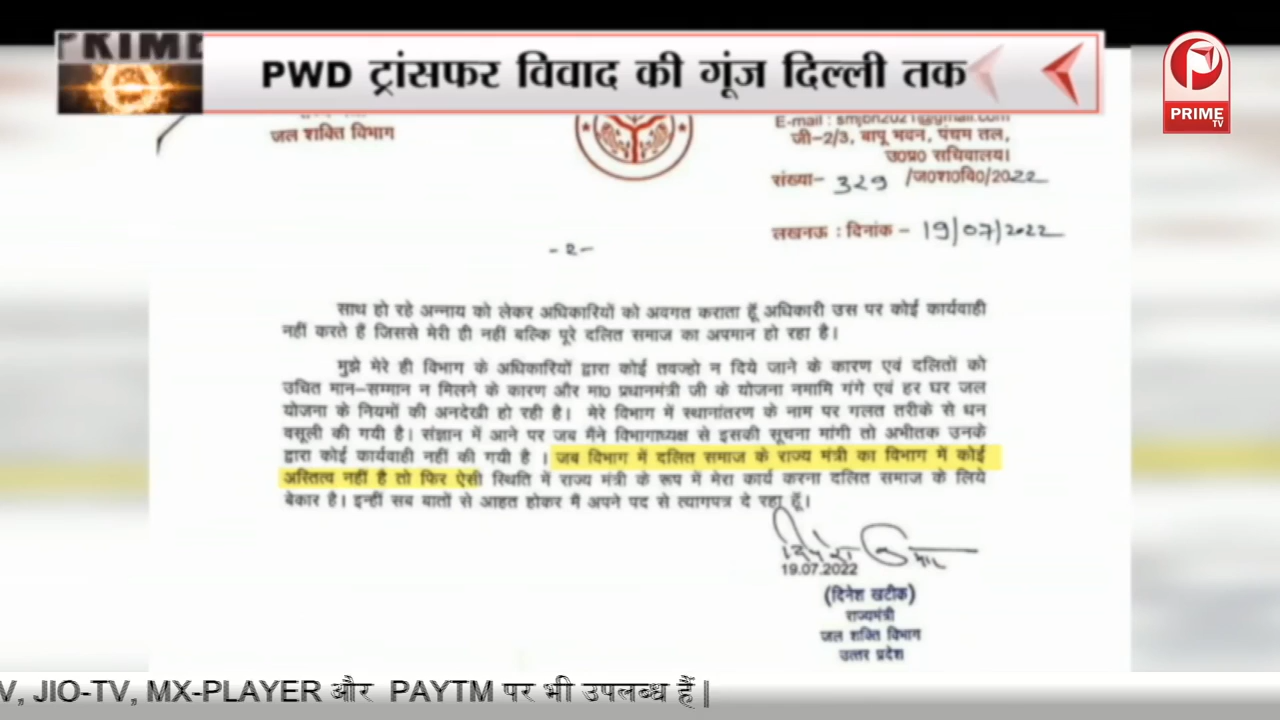 PRIME
PWD ट्रांसफर विवाद की गूंज दिल्ली तक
PRIME
TV
जल शक्ति विभाग
E-mail : smjbn2021@gmail.com
जी-2/3, बापू भवन, पंचम तल,
उ0प्र0 सचिवालय।
संख्या- 329 /ज0श0वि0/2022
लखनऊ : दिनांक - 19/07/2022
-२-
साथ हो रहे अन्नाय को लेकर अधिकारियों को अवगत कराता हूँ अधिकारी उस पर कोई कार्यवाही
नहीं करते हैं जिससे मेरी ही नहीं बल्कि पूरे दलित समाज का अपमान हो रहा है।
मुझे मेरे ही विभाग के अधिकारियों द्वारा कोई तवज्हो न दिये जाने के कारण एवं दलितों को
उचित मान-सम्मान न मिलने के कारण और मा0 प्रधानमंत्री जी के योजना नमामि गंगे एवं हर घर जल
योजना के नियमों की अनदेखी हो रही है। मेरे विभाग में स्थानांतरण के नाम पर गलत तरीके से धन
वसूली की गयी है। संज्ञान में आने पर जब मैंने विभागाध्यक्ष से इसकी सूचना मांगी तो अभीतक उनके
द्वारा कोई कार्यवाही नहीं की गयी है । जब विभाग में दलित समाज के राज्य मंत्री का विभाग में कोई
अस्तित्व नहीं है तो फिर ऐसी स्थिति में राज्य मंत्री के रूप में मेरा कार्य करना दलित समाज के लिये
बेकार है। इन्हीं सब बातों से आहत होकर मैं अपने पद से त्यागपत्र दे रहा हूँ।
19.07.2022
(दिनेश खटीक)
राज्यमंत्री
जल शक्ति विभाग
उत्तर प्रदेश
V, JIO-TV, MX-PLAYER और PAYTM पर भी उपलब्ध हैं |